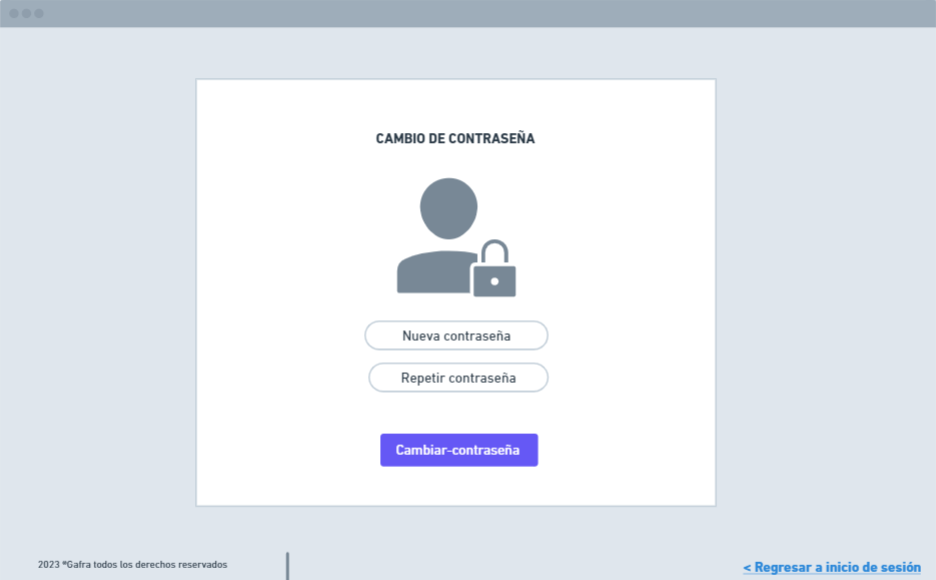 CAMBIO DE CONTRASEÑA
Nueva contraseña
Repetir contraseña
Cambiar-contraseña
2023 ®Gafra todos los derechos reservados
< Regresar a inicio de sesión